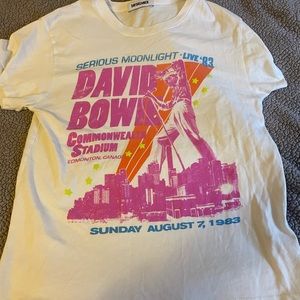 SERIOUS MOONLIGHT · LIVE '83
DAVID
BOWIE
COMMONWEALTH
STADIUM
EDMONTON, CANADA
SUNDAY AUGUST 7, 1983